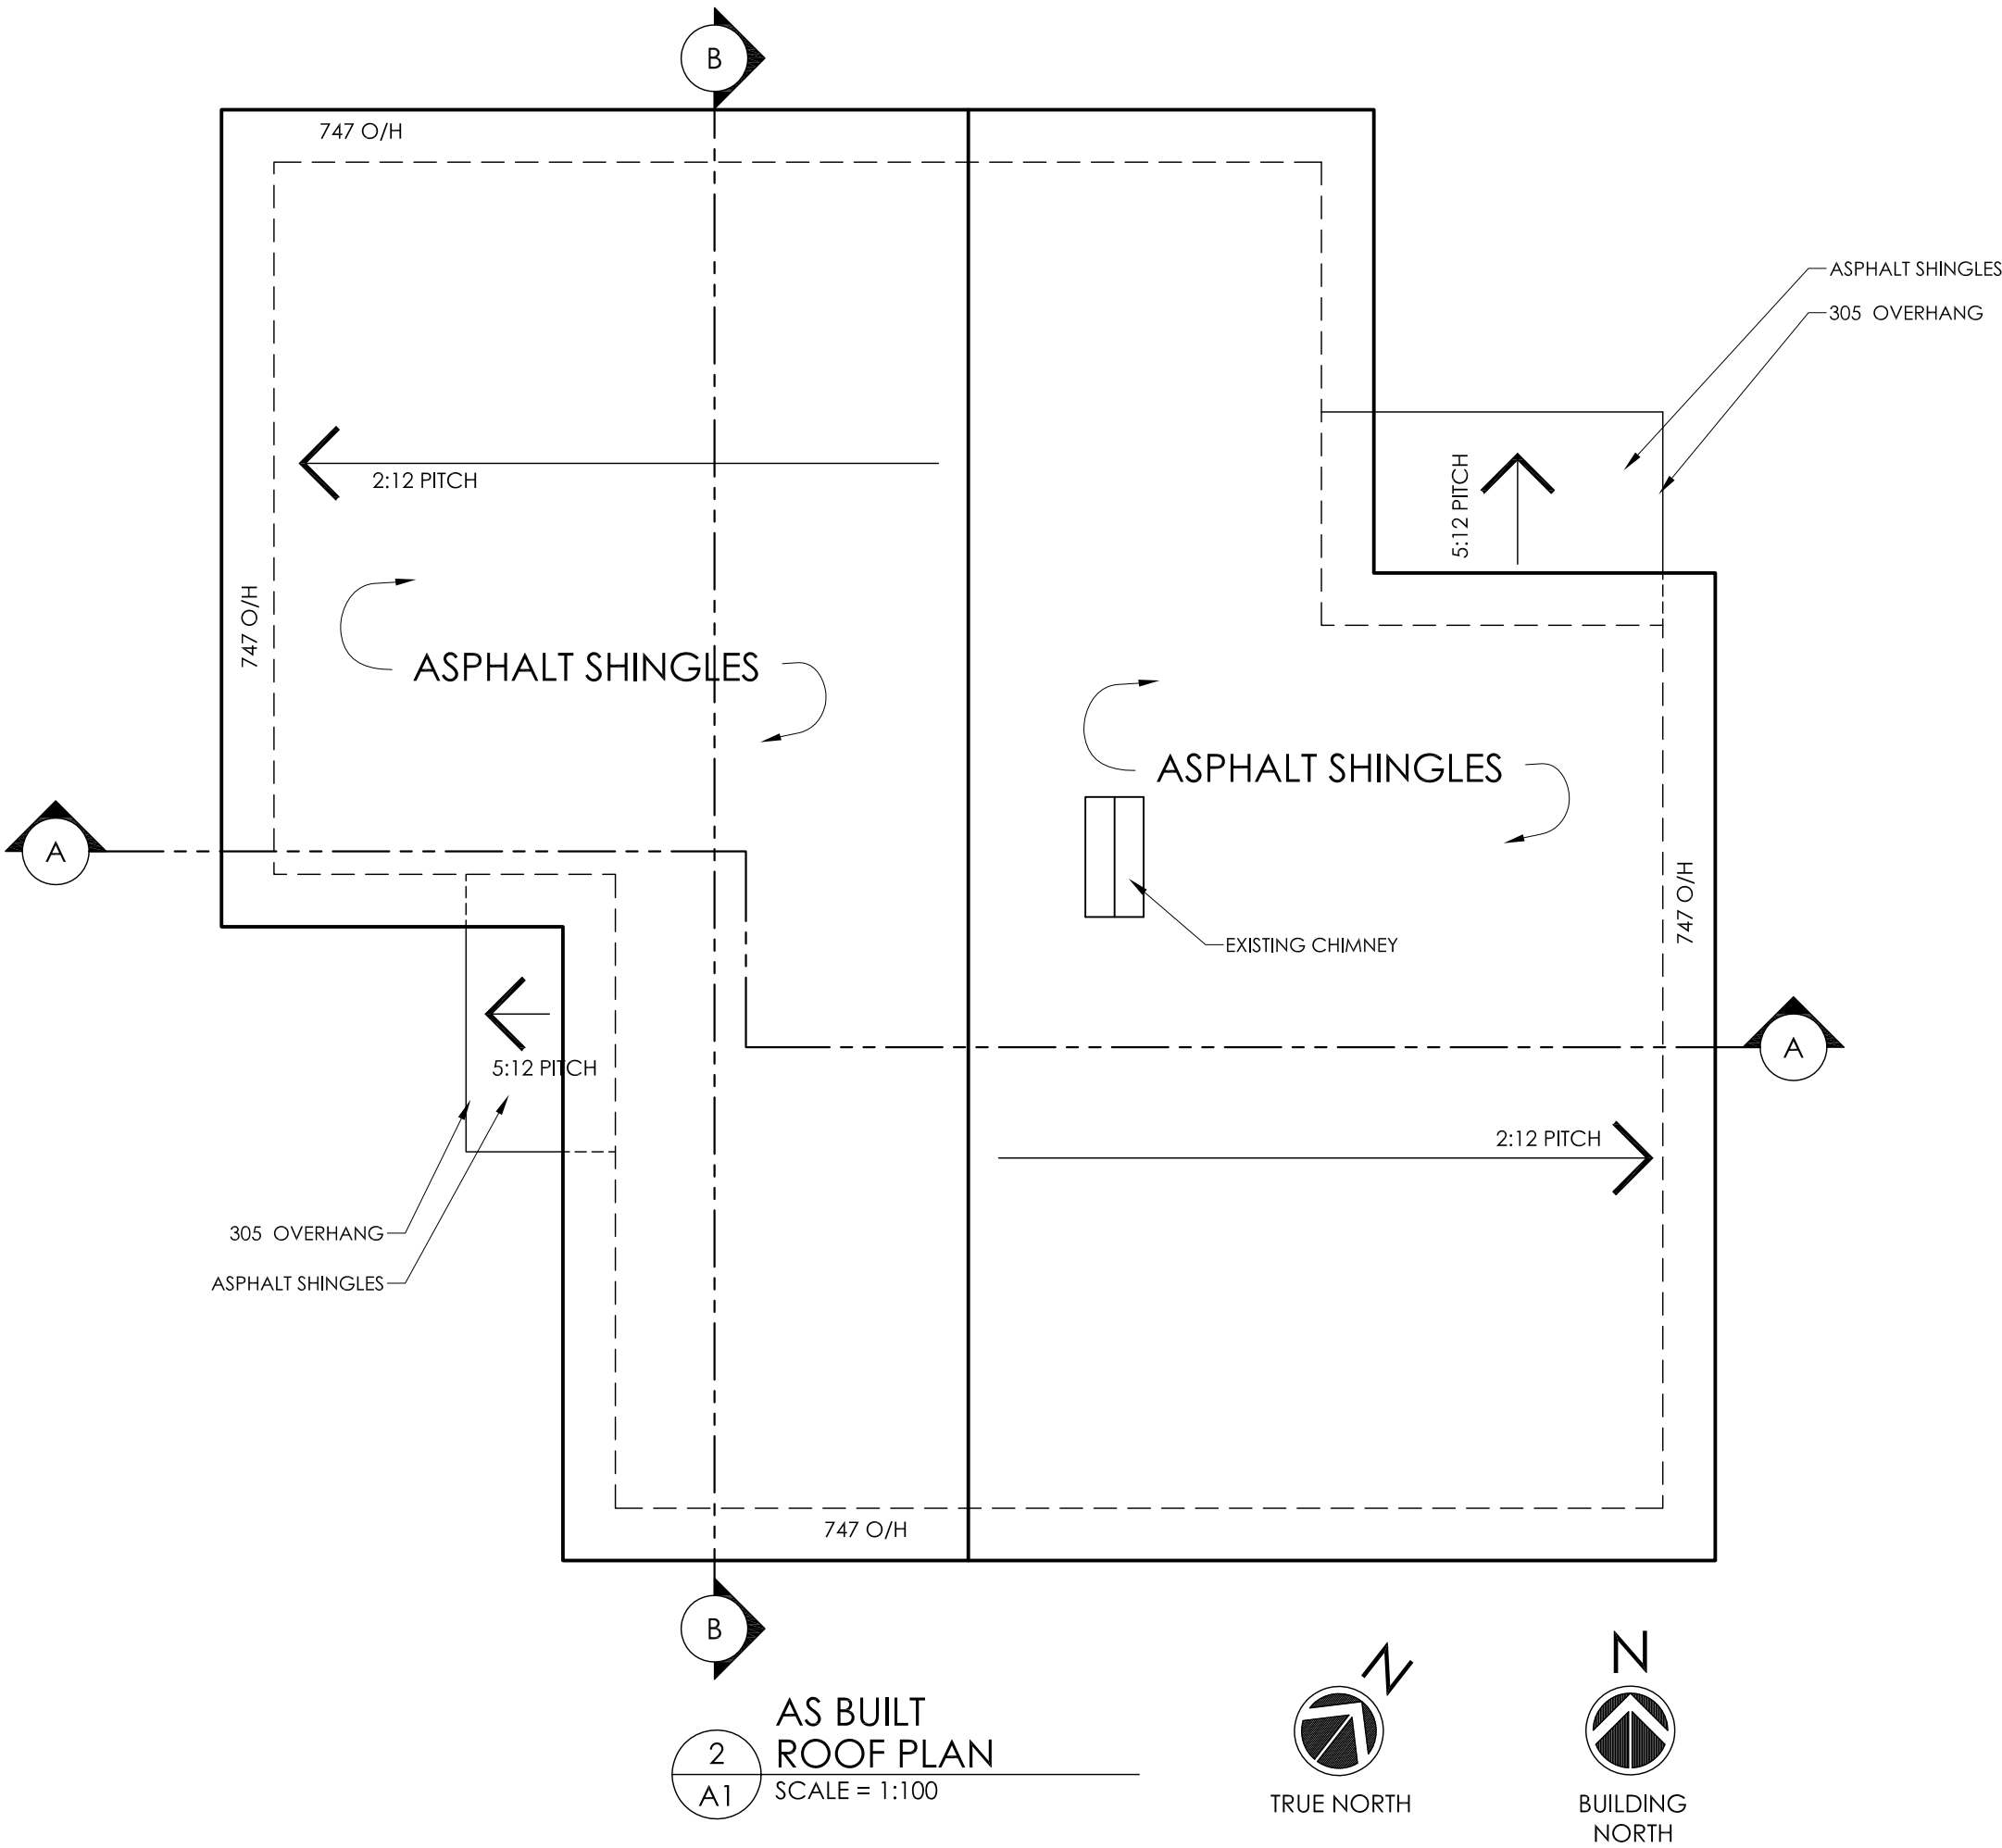 B
747 O/H
ASPHALT SHINGLES
305 OVERHANG
2:12 PITCH
5:12 PITCH
747 O/H
ASPHALT SHINGLES
ASPHALT SHINGLES
A
747 O/H
EXISTING CHIMNEY
A
5:12 PITCH
2:12 PITCH
305 OVERHANG
ASPHALT SHINGLES
747 O/H
B
N
N
AS BUILT
ROOF PLAN
2
A1
SCALE = 1:100
TRUE NORTH
BUILDING
NORTH